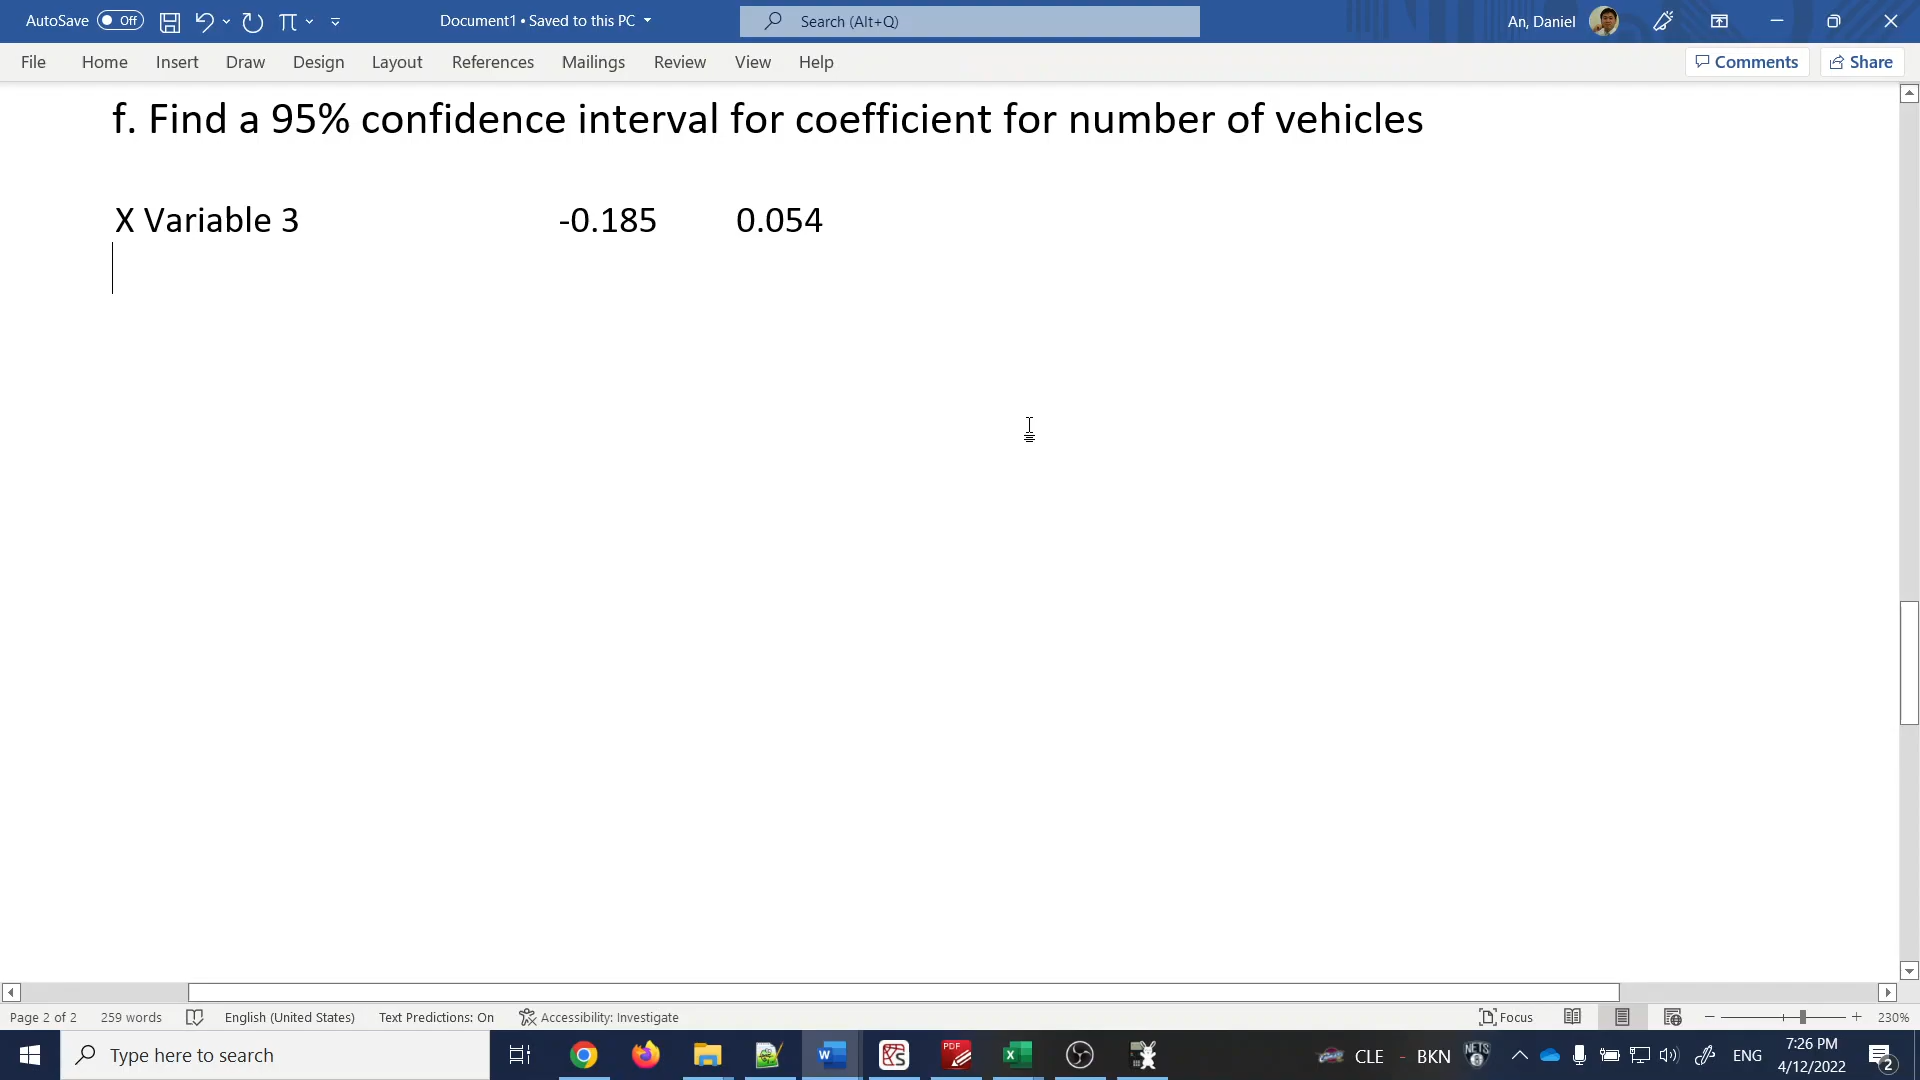 AutoSave Off Document1 • Saved to this PC Search (Alt+Q) An, Daniel
File Home Insert Draw Design Layout References Mailings Review View Help Comments Share
f. Find a 95% confidence interval for coefficient for number of vehicles
X Variable 3 -0.185 0.054
Page 2 of 2 259 words English (United States) Text Predictions: On Accessibility: Investigate Focus 230%
Type here to search PDF CLE - BKN NETS ENG 7:26 PM
4/12/2022 2